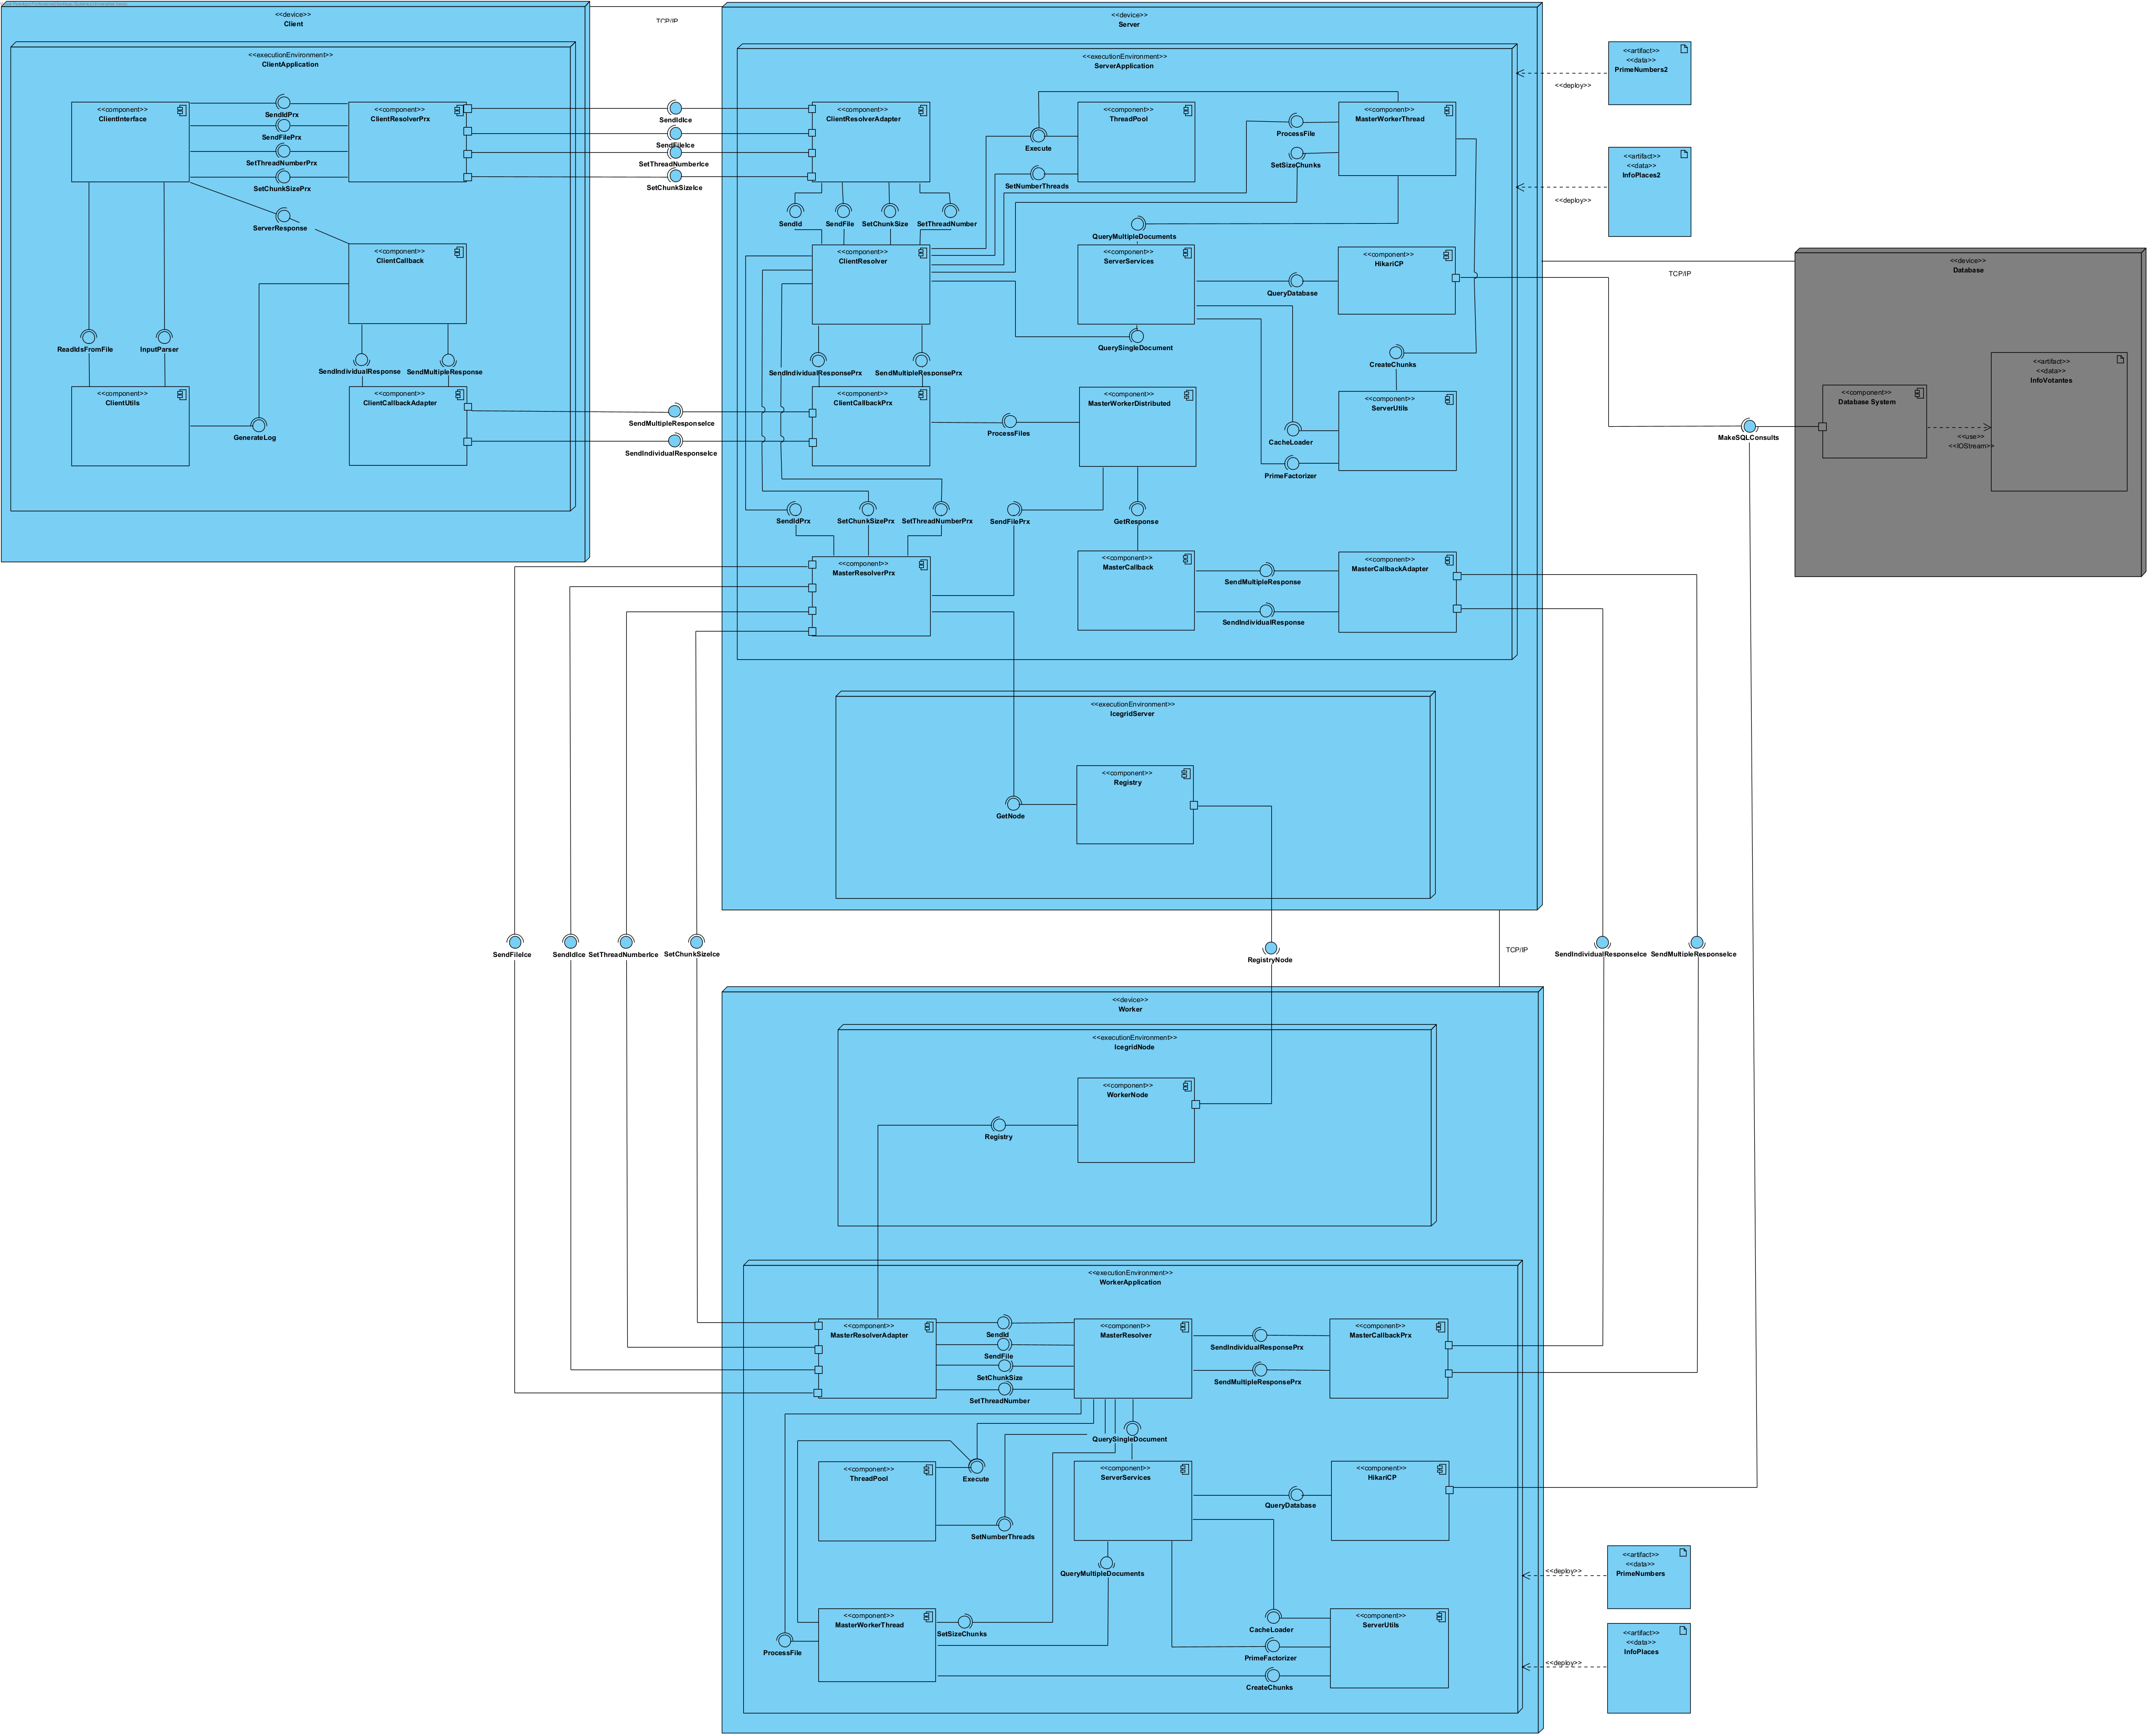 <<device>>
Client
<<executionEnvironment>>
ClientApplication
<<component>>
ClientInterface
SendIdPrx
SendFilePrx
SetThreadNumberPrx
SetChunkSizePrx
<<component>>
ClientResolverPrx
ServerResponse
<<component>>
ClientCallback
ReadIdsFromFile
InputParser
SendIndividualResponse
SendMultipleResponse
<<component>>
ClientUtils
GenerateLog
<<component>>
ClientCallbackAdapter
TCP/IP
SendIdIce
SendFileIce
SetThreadNumberIce
SetChunkSizeIce
SendMultipleResponseIce
SendIndividualResponseIce
<<device>>
Server
<<executionEnvironment>>
ServerApplication
<<component>>
ClientResolverAdapter
<<component>>
ThreadPool
<<component>>
MasterWorkerThread
Execute
SetNumberThreads
ProcessFile
SetSizeChunks
SendId
SendFile
SetChunkSize
SetThreadNumber
QueryMultipleDocuments
<<component>>
ClientResolver
<<component>>
ServerServices
<<component>>
HikariCP
QueryDatabase
QuerySingleDocument
CreateChunks
SendIndividualResponsePrx
SendMultipleResponsePrx
<<component>>
ClientCallbackPrx
ProcessFiles
<<component>>
MasterWorkerDistributed
<<component>>
ServerUtils
CacheLoader
PrimeFactorizer
SendIdPrx
SetChunkSizePrx
SetThreadNumberPrx
SendFilePrx
GetResponse
<<component>>
MasterResolverPrx
<<component>>
MasterCallback
SendMultipleResponse
SendIndividualResponse
<<component>>
MasterCallbackAdapter
<<executionEnvironment>>
IcegridServer
<<component>>
Registry
GetNode
<<artifact>>
<<data>>
PrimeNumbers2
<<deploy>>
<<artifact>>
<<data>>
InfoPlaces2
<<deploy>>
TCP/IP
<<device>>
Database
<<component>>
Database System
<<use>>
<<IOStream>>
<<artifact>>
<<data>>
InfoVotantes
MakeSQLConsults
SendFileIce
SendIdIce
SetThreadNumberIce
SetChunkSizeIce
RegistryNode
TCP/IP
SendIndividualResponseIce
SendMultipleResponseIce
<<device>>
Worker
<<executionEnvironment>>
IcegridNode
<<component>>
WorkerNode
Registry
<<executionEnvironment>>
WorkerApplication
<<component>>
MasterResolverAdapter
SendId
SendFile
SetChunkSize
SetThreadNumber
<<component>>
MasterResolver
SendIndividualResponsePrx
SendMultipleResponsePrx
<<component>>
MasterCallbackPrx
QuerySingleDocument
<<component>>
ThreadPool
Execute
SetNumberThreads
<<component>>
ServerServices
QueryDatabase
<<component>>
HikariCP
QueryMultipleDocuments
<<component>>
MasterWorkerThread
ProcessFile
SetSizeChunks
CacheLoader
PrimeFactorizer
CreateChunks
<<component>>
ServerUtils
<<artifact>>
<<data>>
PrimeNumbers
<<deploy>>
<<artifact>>
<<data>>
InfoPlaces
<<deploy>>